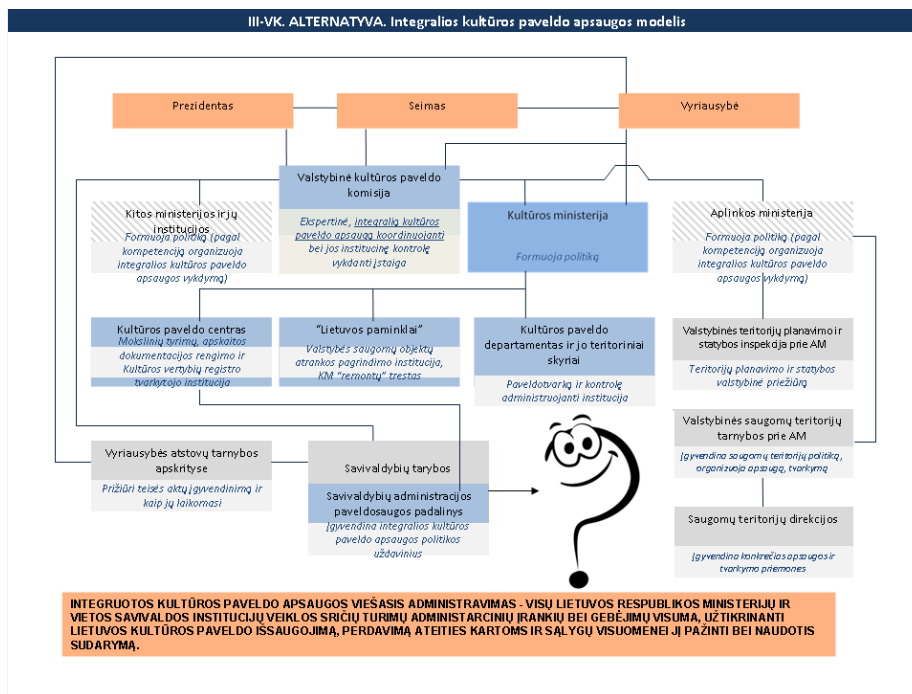 III-VK. ALTERNATYVA. Integralios kultūros paveldo apsaugos modelis
Prezidentas
Seimas
Vyriausybė
Valstybinė kultūros paveldo
komisija
Ekspertinė, integralią kultūros
paveldo apsaugą koordinuojanti
bei jos institucinę kontrolę
vykdanti įstaiga
Kitos ministerijos ir jų
institucijos
Formuoja politiką (pagal
kompetenciją organizuoja
integralios kultūros paveldo
apsaugos vykdymą)
Kultūros ministerija
Formuoja politiką
Aplinkos ministerija
Formuoja politiką (pagal
kompetenciją organizuoja
integralios kultūros paveldo
apsaugos vykdymą)
Kultūros paveldo centras
Mokslinių tyrimų, apskaitos
dokumentacijos rengimo ir
Kultūros vertybių registro
tvarkytojo institucija
"Lietuvos paminklai"
Valstybės saugomų objektų
atrankos pagrindimo institucija,
KM "remontų" trestas
Kultūros paveldo
departamentas ir jo teritoriniai
skyriai
Paveldotvarką ir kontrolę
administruojanti institucija
Valstybinės teritorijų planavimo ir
statybos inspekcija prie AM
Teritorijų planavimo ir statybos
valstybinė priežiūrą
Valstybinės saugomų teritorijų
tarnybos prie AM
Įgyvendina saugomų teritorijų politiką,
organizuoja apsaugą, tvarkymą
Saugomų teritorijų direkcijos
Įgyvendina konkrečias apsaugos ir
tvarkymo priemones
Vyriausybės atstovų tarnybos
apskrityse
Prižiūri teisės aktų įgyvendinimą ir
kaip jų laikomasi
Savivaldybių tarybos
Savivaldybių administracijos
paveldosaugos padalinys
Įgyvendina integralios kultūros
paveldo apsaugos politikos
uždavinius
INTEGRUOTOS KULTŪROS PAVELDO APSAUGOS VIEŠASIS ADMINISTRAVIMAS - VISŲ LIETUVOS RESPUBLIKOS MINISTERIJŲ IR
VIETOS SAVIVALDOS INSTITUCIJŲ VEIKLOS SRIČIŲ TURIMŲ ADMINISTARCINIŲ ĮRANKIŲ BEI GEBĖJIMŲ VISUMA, UŽTIKRINANTI
LIETUVOS KULTŪROS PAVELDO IŠSAUGOJIMĄ, PERDAVIMĄ ATEITIES KARTOMS IR SĄLYGŲ VISUOMENEI JĮ PAŽINTI BEI NAUDOTIS
SUDARYMĄ.